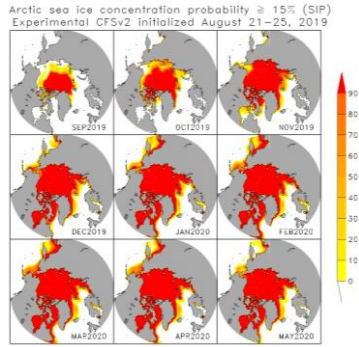 Arctic sea ice concentration probability ≥ 15% (SIP)
Experimental CFSv2 initialized August 21-25, 2019
SEP2019
OCT2019
NOV2019
DEC2019
JAN2020
FEB2020
MAR2020
APR2020
MAY2020
90
80
70
60
50
40
30
20
10
0